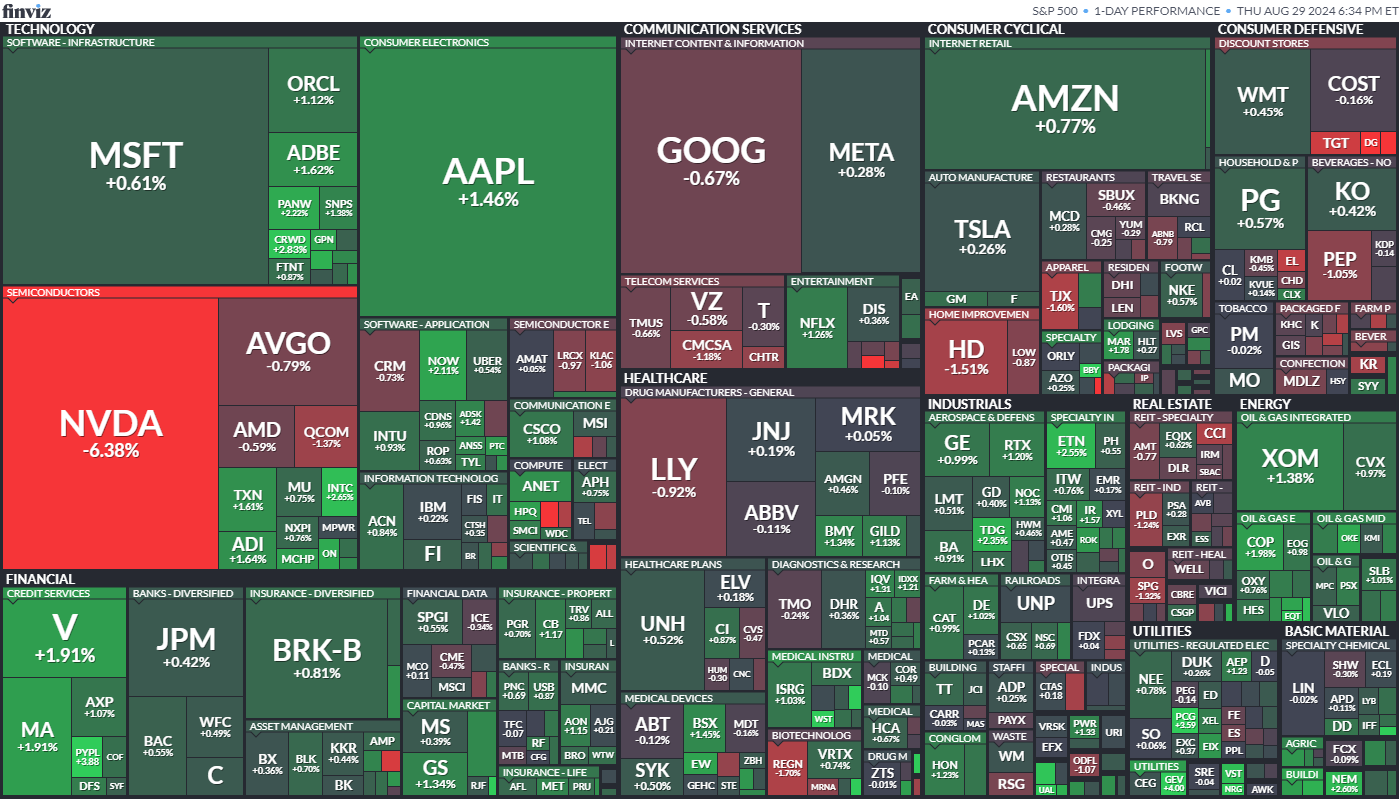 finviz
S&P 500 • 1-DAY PERFORMANCE • THU AUG 29 2024 6:34 PM ET
TECHNOLOGY
SOFTWARE - INFRASTRUCTURE
MSFT
+0.61%
ORCL
+1.12%
ADBE
+1.62%
PANW
+2.22%
SNPS
+1.38%
CRWD
+2.83%
GPN
FTNT
+0.87%
CONSUMER ELECTRONICS
AAPL
+1.46%
SEMICONDUCTORS
NVDA
-6.38%
AVGO
-0.79%
AMD
-0.59%
QCOM
-1.37%
TXN
+1.61%
MU
+0.75%
INTC
+2.65%
ADI
+1.64%
NXPI
+0.76%
MPWR
MCHP
ON
SOFTWARE - APPLICATION
CRM
-0.73%
NOW
+2.11%
UBER
+0.54%
INTU
+0.93%
CDNS
+0.96%
ADSK
+1.42
ROP
+0.63%
ANSS
PTC
TYL
INFORMATION TECHNOLOG
ACN
+0.84%
IBM
+0.22%
FIS
IT
FI
CTSH
+0.35
BR
SEMICONDUCTOR E
AMAT
+0.05%
LRCX
-0.97
KLAC
-1.06
COMMUNICATION E
CSCO
+1.08%
MSI
COMPUTE
ANET
HPQ
SMCI
WDC
ELECT
APH
+0.75%
TEL
SCIENTIFIC &
COMMUNICATION SERVICES
INTERNET CONTENT & INFORMATION
GOOG
-0.67%
META
+0.28%
TELECOM SERVICES
TMUS
-0.66%
VZ
-0.58%
T
-0.30%
CMCSA
-1.18%
CHTR
ENTERTAINMENT
NFLX
+1.26%
DIS
+0.36%
EA
CONSUMER CYCLICAL
INTERNET RETAIL
AMZN
+0.77%
AUTO MANUFACTURE
TSLA
+0.26%
GM
F
RESTAURANTS
MCD
+0.28%
SBUX
-0.46%
CMG
-0.25
YUM
-0.29
TRAVEL SE
BKNG
ABNB
-0.79
RCL
HOME IMPROVEMEN
HD
-1.51%
LOW
-0.87
APPAREL
TJX
-1.60%
RESIDEN
DHI
LEN
FOOTW
NKE
+0.57%
SPECIALTY
ORLY
AZO
+0.25%
BBY
LODGING
MAR
+1.78
HLT
+0.27
LVS
GPC
PACKAGI
IP
CONSUMER DEFENSIVE
DISCOUNT STORES
WMT
+0.45%
COST
-0.16%
TGT
DG
HOUSEHOLD & P
PG
+0.57%
CL
+0.02
KMB
-0.45%
EL
KVUE
+0.14%
CHD
CLX
BEVERAGES - NO
KO
+0.42%
PEP
-1.05%
KDP
-0.14
TOBACCO
PM
-0.02%
MO
PACKAGED F
KHC
K
GIS
FARM P
BEVER
CONFECTION
MDLZ
HSY
KR
SYY
HEALTHCARE
DRUG MANUFACTURERS - GENERAL
LLY
-0.92%
JNJ
+0.19%
MRK
+0.05%
ABBV
-0.11%
AMGN
+0.46%
PFE
-0.10%
BMY
+1.34%
GILD
+1.13%
HEALTHCARE PLANS
UNH
+0.52%
ELV
+0.18%
CI
+0.87%
CVS
-0.47
HUM
-0.30
CNC
DIAGNOSTICS & RESEARCH
TMO
-0.24%
DHR
+0.36%
IQV
+1.31
IDXX
+1.21
A
+1.04
MTD
+0.57
MEDICAL DEVICES
ABT
-0.12%
BSX
+1.45%
MDT
-0.16%
SYK
+0.50%
EW
ZBH
GEHC
STE
MEDICAL INSTRU
ISRG
+1.03%
BDX
WST
MEDICAL
MCK
-0.10
COR
+0.49
MEDICAL
HCA
+0.67%
BIOTECHNOLOG
REGN
-1.70%
VRTX
+0.74%
MRNA
DRUG M
ZTS
-0.01%
FINANCIAL
CREDIT SERVICES
V
+1.91%
MA
+1.91%
AXP
+1.07%
PYPL
+3.88
COF
DFS
SYF
BANKS - DIVERSIFIED
JPM
+0.42%
BAC
+0.55%
WFC
+0.49%
C
INSURANCE - DIVERSIFIED
BRK-B
+0.81%
ASSET MANAGEMENT
BX
+0.36%
BLK
+0.70%
KKR
+0.44%
AMP
BK
FINANCIAL DATA
SPGI
+0.55%
ICE
-0.34%
MCO
+0.11
CME
-0.47%
MSCI
CAPITAL MARKET
MS
+0.39%
GS
+1.34%
RJF
INSURANCE - PROPERT
PGR
+0.70%
CB
+1.17
TRV
+0.86
ALL
L
BANKS - R
PNC
+0.69
USB
+0.87
TFC
-0.07
RF
MTB
CFG
INSURAN
MMC
AON
+1.15
AJG
+0.21
BRO
WTW
INSURANCE - LIFE
AFL
MET
PRU
INDUSTRIALS
AEROSPACE & DEFENS
GE
+0.99%
RTX
+1.20%
LMT
+0.51%
GD
+0.40%
NOC
+1.13%
BA
+0.91%
TDG
+2.35%
HWM
+0.46%
LHX
SPECIALTY IN
ETN
+2.55%
PH
+0.55
ITW
+0.76%
EMR
+0.17%
CMI
+1.06
IR
+1.57
XYL
AME
+0.47
ROK
OTIS
+0.45
FARM & HEA
CAT
+0.99%
DE
+1.02%
PCAR
+0.13%
RAILROADS
UNP
CSX
+0.65
NSC
+0.69
INTEGRA
UPS
FDX
+0.04
BUILDING
TT
JCI
CARR
-0.03%
MAS
STAFFI
ADP
+0.25%
PAYX
SPECIAL
CTAS
+0.18
INDUS
VRSK
EFX
PWR
+1.33
URI
CONGLOM
HON
+1.23%
WASTE
WM
RSG
UAL
ODFL
-1.07
REAL ESTATE
REIT - SPECIALTY
AMT
-0.77
EQIX
+0.62%
CCI
DLR
IRM
SBAC
REIT - IND
PLD
-1.24%
PSA
+0.28
EXR
REIT -
AVB
ESS
O
SPG
-1.32%
REIT - HEAL
WELL
CBRE
VICI
CSGP
ENERGY
OIL & GAS INTEGRATED
XOM
+1.38%
CVX
+0.97%
OIL & GAS E
COP
+1.98%
EOG
+0.98
OXY
+0.76%
HES
EQT
OIL & GAS MID
OKE
KMI
OIL & G
MPC
PSX
VLO
SLB
+1.01%
UTILITIES
UTILITIES - REGULATED ELEC
NEE
+0.78%
DUK
+0.26%
AEP
+1.23
D
-0.05
SO
+0.06%
PEG
-0.14
ED
PCG
+2.59
XEL
FE
EXC
+0.97
EIX
ES
PPL
UTILITIES
CEG
GEV
+4.00
SRE
-0.04
VST
NRG
AWK
BASIC MATERIAL
SPECIALTY CHEMICAL
LIN
-0.02%
SHW
-0.30%
ECL
+0.19
APD
+0.11%
LYB
DD
IFF
AGRIC
FCX
-0.09%
BUILDI
NEM
+2.60%